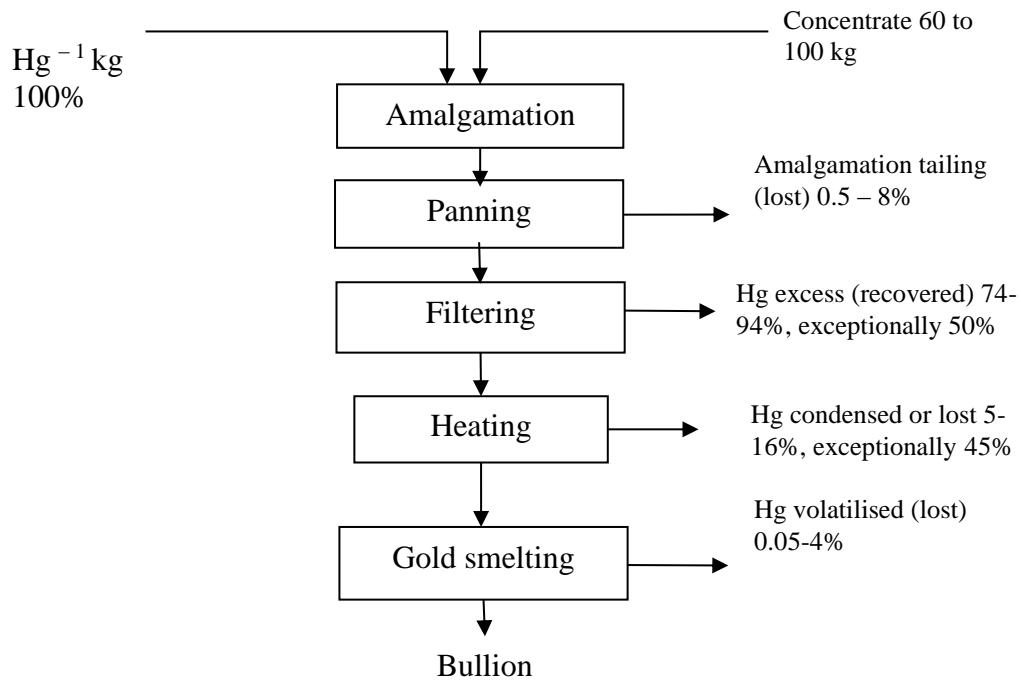 Hg – 1 kg
100%
Concentrate 60 to
100 kg
Amalgamation
Panning
Amalgamation tailing
(lost) 0.5 – 8%
Filtering
Hg excess (recovered) 74-
94%, exceptionally 50%
Heating
Hg condensed or lost 5-
16%, exceptionally 45%
Gold smelting
Hg volatilised (lost)
0.05-4%
Bullion